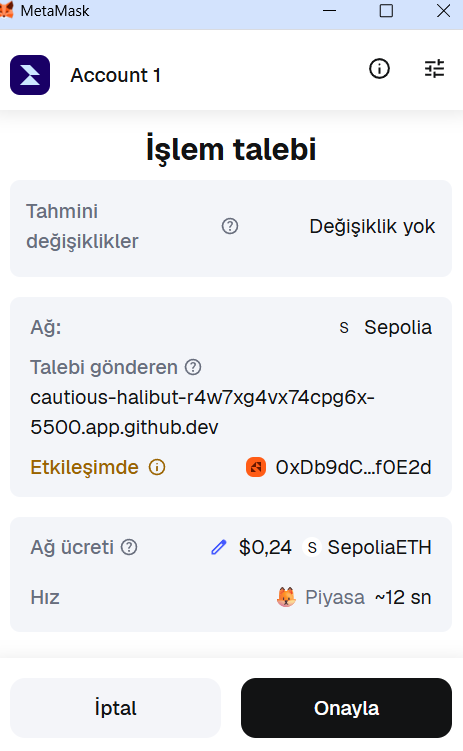 MetaMask
Account 1
İşlem talebi
Tahmini
değişiklikler
Değişiklik yok
Ağ:
S Sepolia
Talebi gönderen
cautious-halibut-r4w7xg4vx74cpg6x-
5500.app.github.dev
Etkileşimde
0xDb9dC...f0E2d
Ağ ücreti
$0,24 S SepoliaETH
Hız
Piyasa ~12 sn
İptal
Onayla